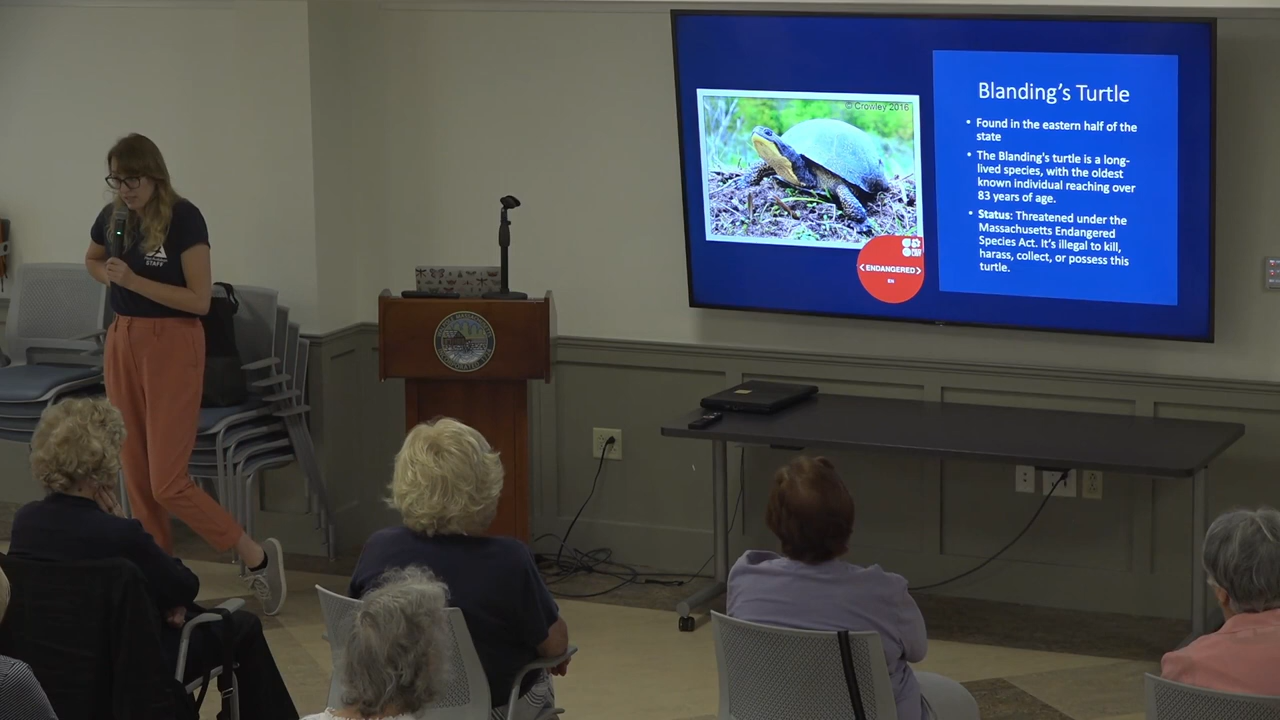 © Crowley 2016
Blanding's Turtle
• Found in the eastern half of the
state
• The Blanding's turtle is a long-
lived species, with the oldest
known individual reaching over
83 years of age.
• Status: Threatened under the
Massachusetts Endangered
Species Act. It's illegal to kill,
harass, collect, or possess this
turtle.
< ENDANGERED >
EN
STAFF